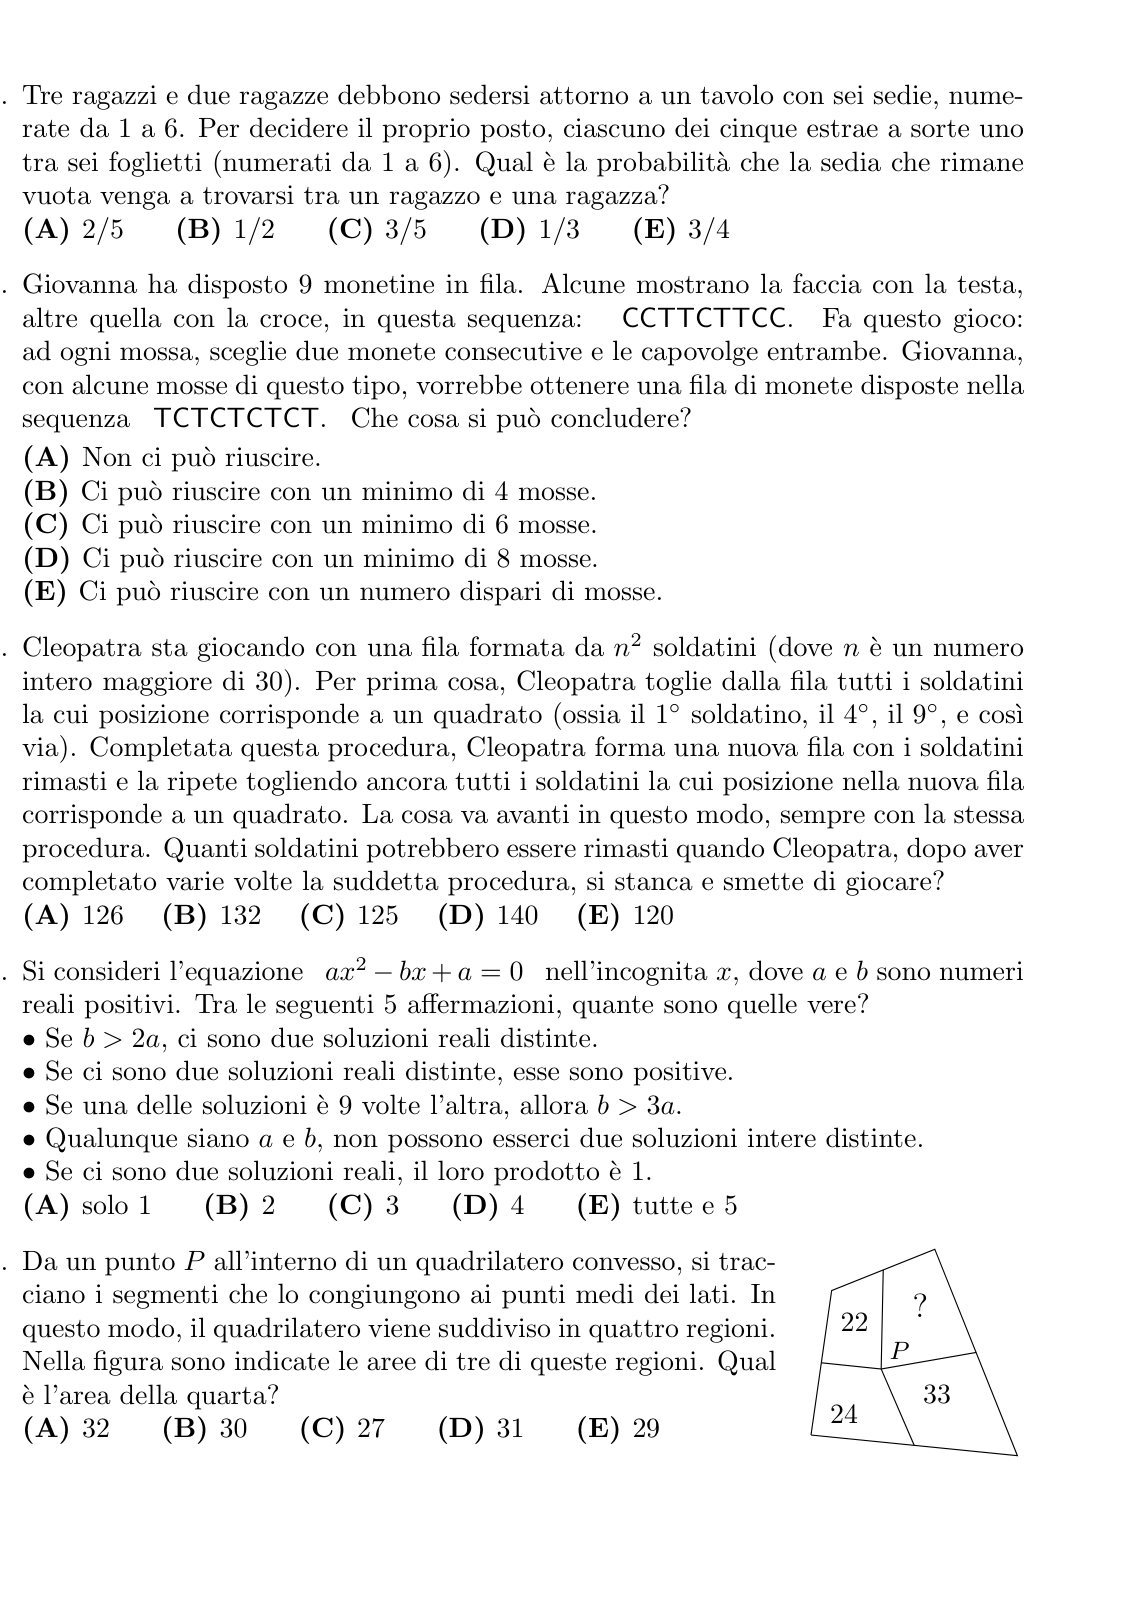 . Tre ragazzi e due ragazze debbono sedersi attorno a un tavolo con sei sedie, nume-
rate da 1 a 6. Per decidere il proprio posto, ciascuno dei cinque estrae a sorte uno
tra sei foglietti (numerati da 1 a 6). Qual è la probabilità che la sedia che rimane
vuota venga a trovarsi tra un ragazzo e una ragazza?
(A) 2/5 (B) 1/2 (C) 3/5 (D) 1/3 (E) 3/4
. Giovanna ha disposto 9 monetine in fila. Alcune mostrano la faccia con la testa,
altre quella con la croce, in questa sequenza: CCTTCTTCC. Fa questo gioco:
ad ogni mossa, sceglie due monete consecutive e le capovolge entrambe. Giovanna,
con alcune mosse di questo tipo, vorrebbe ottenere una fila di monete disposte nella
sequenza TCTCTCTCT. Che cosa si può concludere?
(A) Non ci può riuscire.
(B) Ci può riuscire con un minimo di 4 mosse.
(C) Ci può riuscire con un minimo di 6 mosse.
(D) Ci può riuscire con un minimo di 8 mosse.
(E) Ci può riuscire con un numero dispari di mosse.
. Cleopatra sta giocando con una fila formata da n² soldatini (dove n è un numero
intero maggiore di 30). Per prima cosa, Cleopatra toglie dalla fila tutti i soldatini
la cui posizione corrisponde a un quadrato (ossia il 1° soldatino, il 4°, il 9°, e così
via). Completata questa procedura, Cleopatra forma una nuova fila con i soldatini
rimasti e la ripete togliendo ancora tutti i soldatini la cui posizione nella nuova fila
corrisponde a un quadrato. La cosa va avanti in questo modo, sempre con la stessa
procedura. Quanti soldatini potrebbero essere rimasti quando Cleopatra, dopo aver
completato varie volte la suddetta procedura, si stanca e smette di giocare?
(A) 126 (B) 132 (C) 125 (D) 140 (E) 120
. Si consideri l'equazione ax² − bx + a = 0 nell'incognita x, dove a e b sono numeri
reali positivi. Tra le seguenti 5 affermazioni, quante sono quelle vere?
• Se b > 2a, ci sono due soluzioni reali distinte.
• Se ci sono due soluzioni reali distinte, esse sono positive.
• Se una delle soluzioni è 9 volte l'altra, allora b > 3a.
• Qualunque siano a e b, non possono esserci due soluzioni intere distinte.
• Se ci sono due soluzioni reali, il loro prodotto è 1.
(A) solo 1 (B) 2 (C) 3 (D) 4 (E) tutte e 5
. Da un punto P all'interno di un quadrilatero convesso, si trac-
ciano i segmenti che lo congiungono ai punti medi dei lati. In
questo modo, il quadrilatero viene suddiviso in quattro regioni.
Nella figura sono indicate le aree di tre di queste regioni. Qual
è l'area della quarta?
(A) 32 (B) 30 (C) 27 (D) 31 (E) 29
22 ?
P
24 33